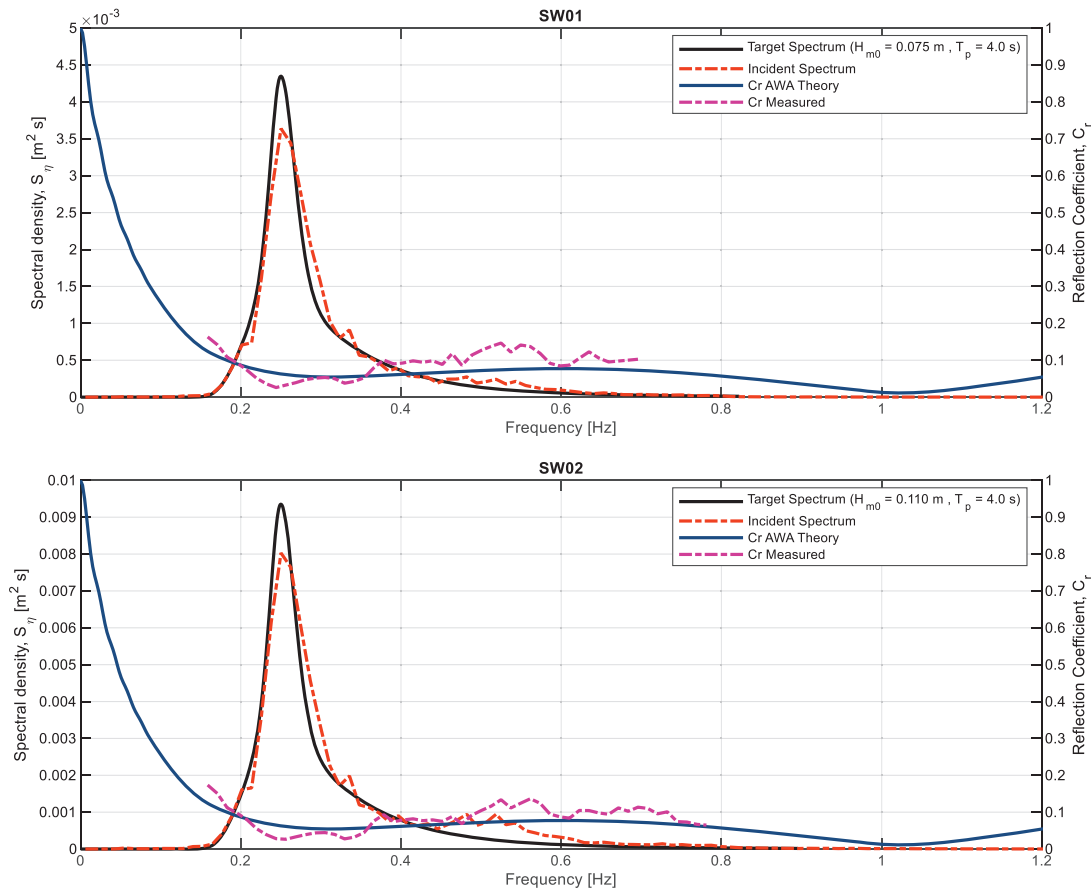 SW01
×10⁻³
5
4.5
4
3.5
3
2.5
2
1.5
1
0.5
0
Spectral density, S_η [m² s]
1
0.9
0.8
0.7
0.6
0.5
0.4
0.3
0.2
0.1
0
Reflection Coefficient, C_r
Target Spectrum (H_m0 = 0.075 m , T_p = 4.0 s)
Incident Spectrum
Cr AWA Theory
Cr Measured
0 0.2 0.4 0.6 0.8 1 1.2
Frequency [Hz]
SW02
0.01
0.009
0.008
0.007
0.006
0.005
0.004
0.003
0.002
0.001
0
Spectral density, S_η [m² s]
1
0.9
0.8
0.7
0.6
0.5
0.4
0.3
0.2
0.1
0
Reflection Coefficient, C_r
Target Spectrum (H_m0 = 0.110 m , T_p = 4.0 s)
Incident Spectrum
Cr AWA Theory
Cr Measured
0 0.2 0.4 0.6 0.8 1 1.2
Frequency [Hz]